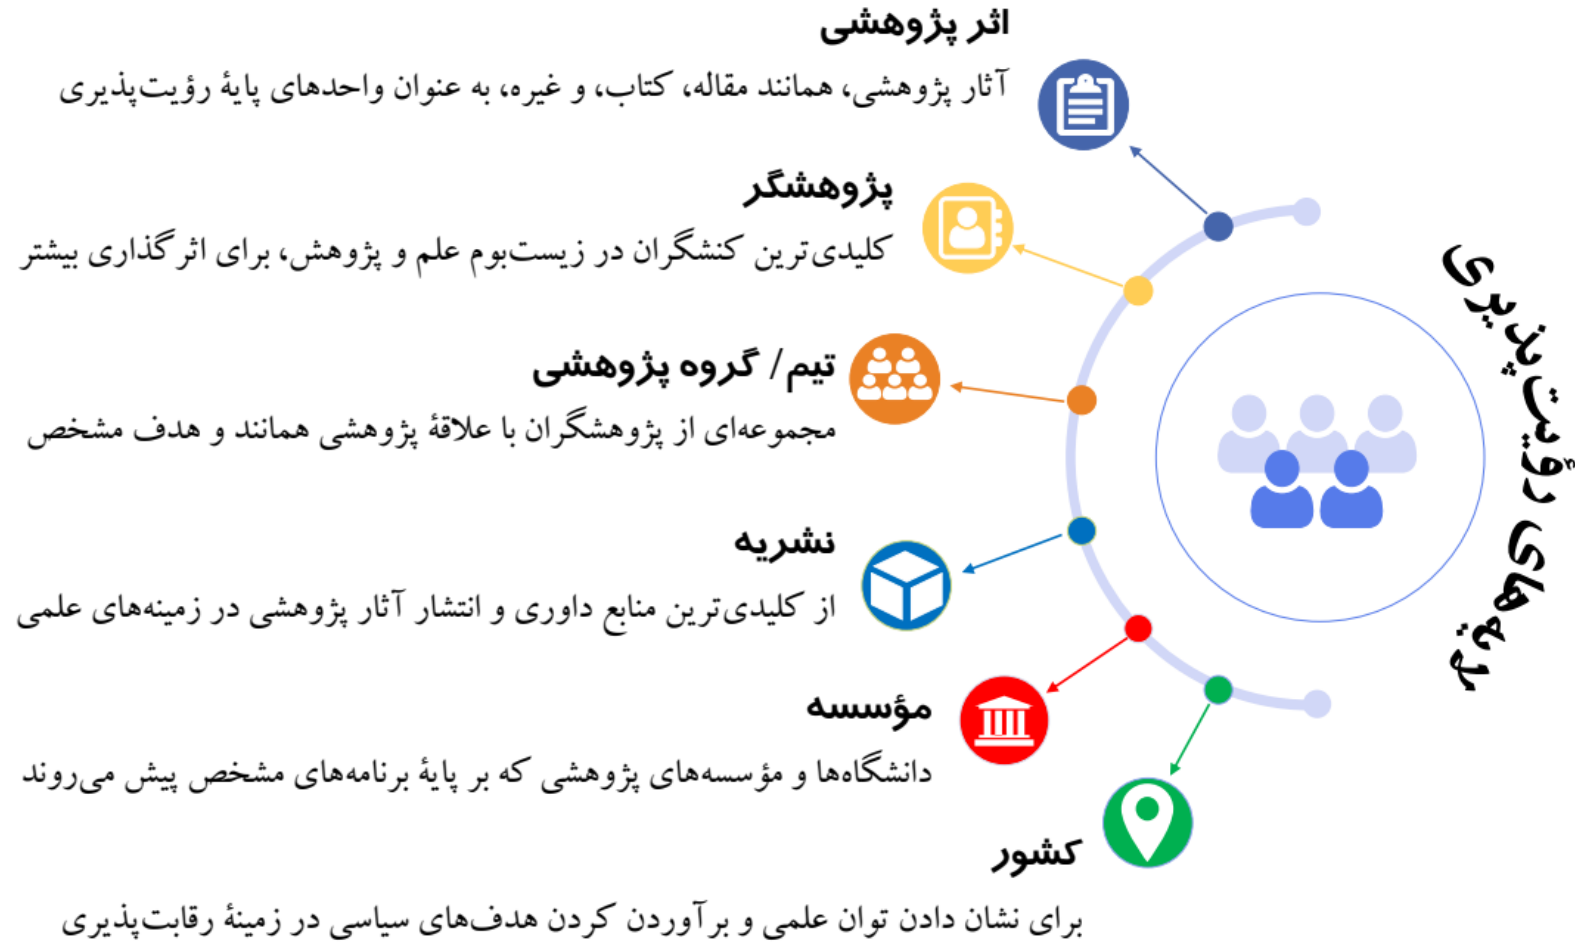 رویه‌های رؤیت‌پذیری
اثر پژوهشی
آثار پژوهشی، همانند مقاله، کتاب، و غیره، به عنوان واحدهای پایهٔ رؤیت‌پذیری
پژوهشگر
کلیدی‌ترین کنشگران در زیست‌بوم علم و پژوهش، برای اثرگذاری بیشتر
تیم/ گروه پژوهشی
مجموعه‌ای از پژوهشگران با علاقهٔ پژوهشی همانند و هدف مشخص
نشریه
از کلیدی‌ترین منابع داوری و انتشار آثار پژوهشی در زمینه‌های علمی
مؤسسه
دانشگاه‌ها و مؤسسه‌های پژوهشی که بر پایهٔ برنامه‌های مشخص پیش می‌روند
کشور
برای نشان دادن توان علمی و برآوردن کردن هدف‌های سیاسی در زمینهٔ رقابت‌پذیری